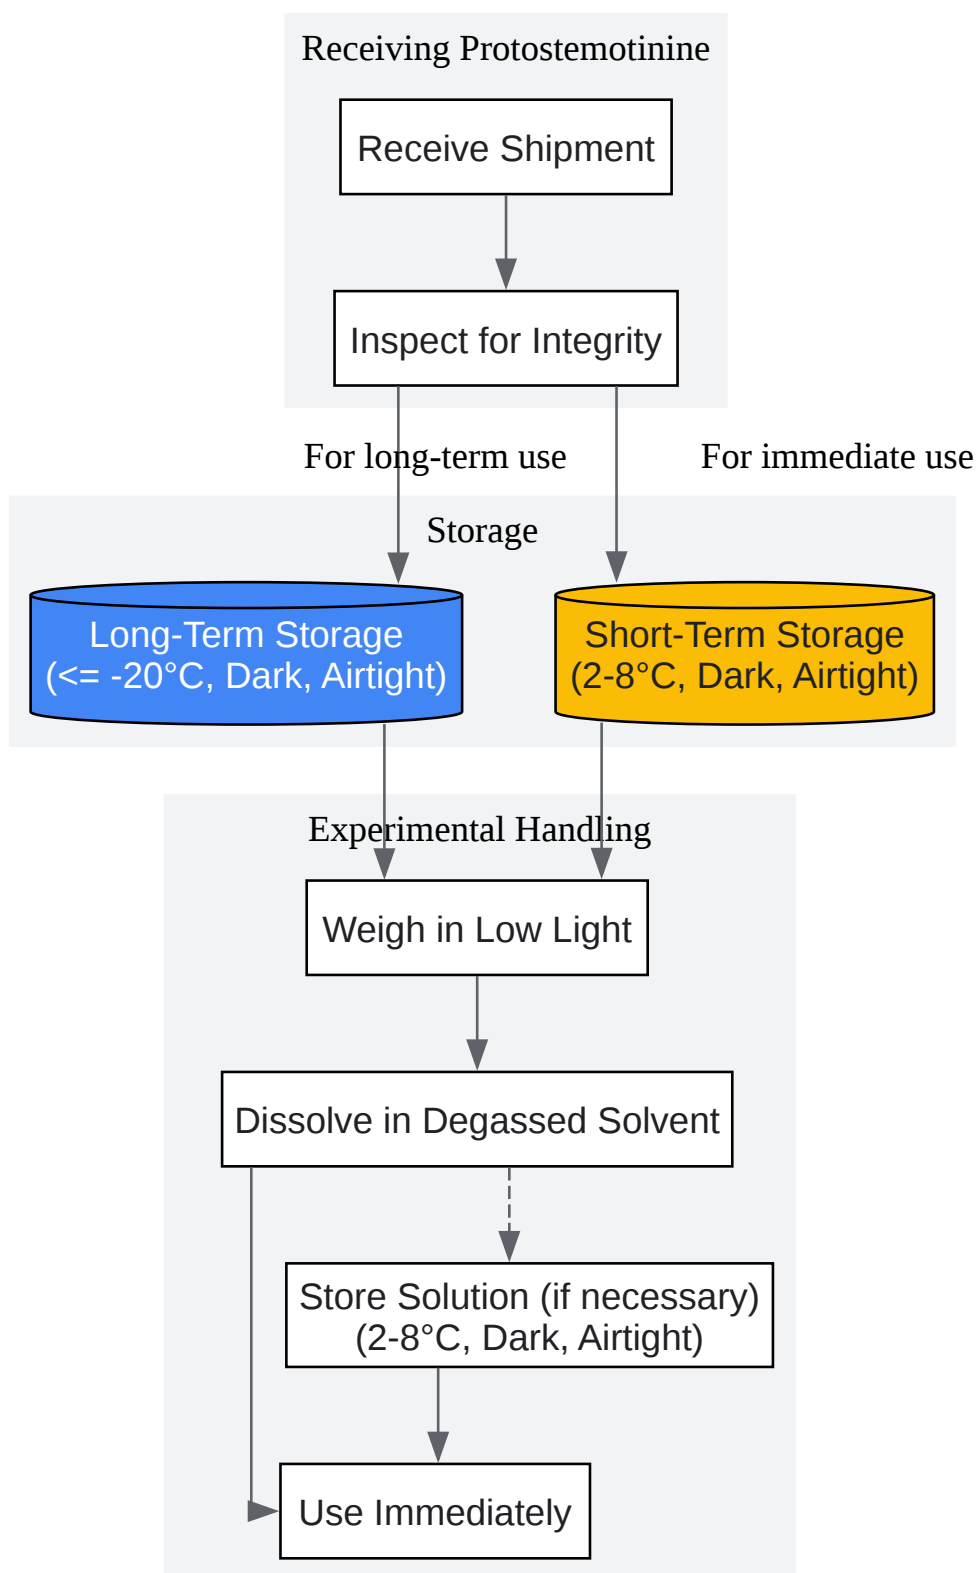 Receiving Protostemotinine
Receive Shipment
Inspect for Integrity
For long-term use
For immediate use
Storage
Long-Term Storage
(<= -20°C, Dark, Airtight)
Short-Term Storage
(2-8°C, Dark, Airtight)
Experimental Handling
Weigh in Low Light
Dissolve in Degassed Solvent
Store Solution (if necessary)
(2-8°C, Dark, Airtight)
Use Immediately